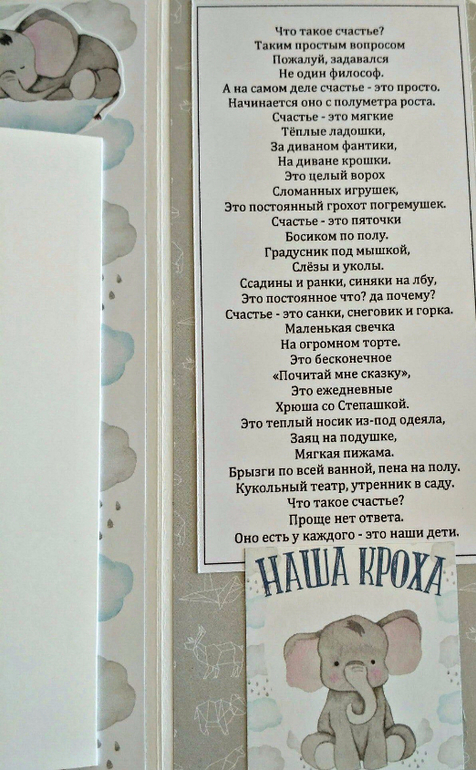 Что такое счастье?
Таким простым вопросом
Пожалуй, задавался
Не один философ.
А на самом деле счастье - это просто.
Начинается оно с полуметра роста.
Счастье - это мягкие
Тёплые ладошки,
За диваном фантики,
На диване крошки.
Это целый ворох
Сломанных игрушек,
Это постоянный грохот погремушек.
Счастье - это пяточки
Босиком по полу.
Градусник под мышкой,
Слёзы и уколы.
Ссадины и ранки, синяки на лбу,
Это постоянное что? да почему?
Счастье - это санки, снеговик и горка.
Маленькая свечка
На огромном торте.
Это бесконечное
«Почитай мне сказку»,
Это ежедневные
Хрюша со Степашкой.
Это теплый носик из-под одеяла,
Заяц на подушке,
Мягкая пижама.
Брызги по всей ванной, пена на полу.
Кукольный театр, утренник в саду.
Что такое счастье?
Проще нет ответа.
Оно есть у каждого - это наши дети.
НАША КРОХА